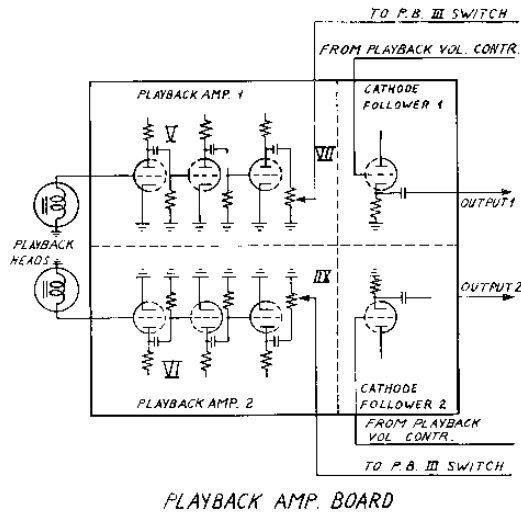 TO P.B. III SWITCH
FROM PLAYBACK VOL. CONTR.
PLAYBACK AMP. 1
CATHODE
FOLLOWER 1
V
VII
OUTPUT 1
PLAYBACK
HEADS
IIX
OUTPUT 2
VI
CATHODE
FOLLOWER 2
PLAYBACK AMP. 2
FROM PLAYBACK
VOL CONTR.
TO P.B. III SWITCH
PLAYBACK AMP. BOARD